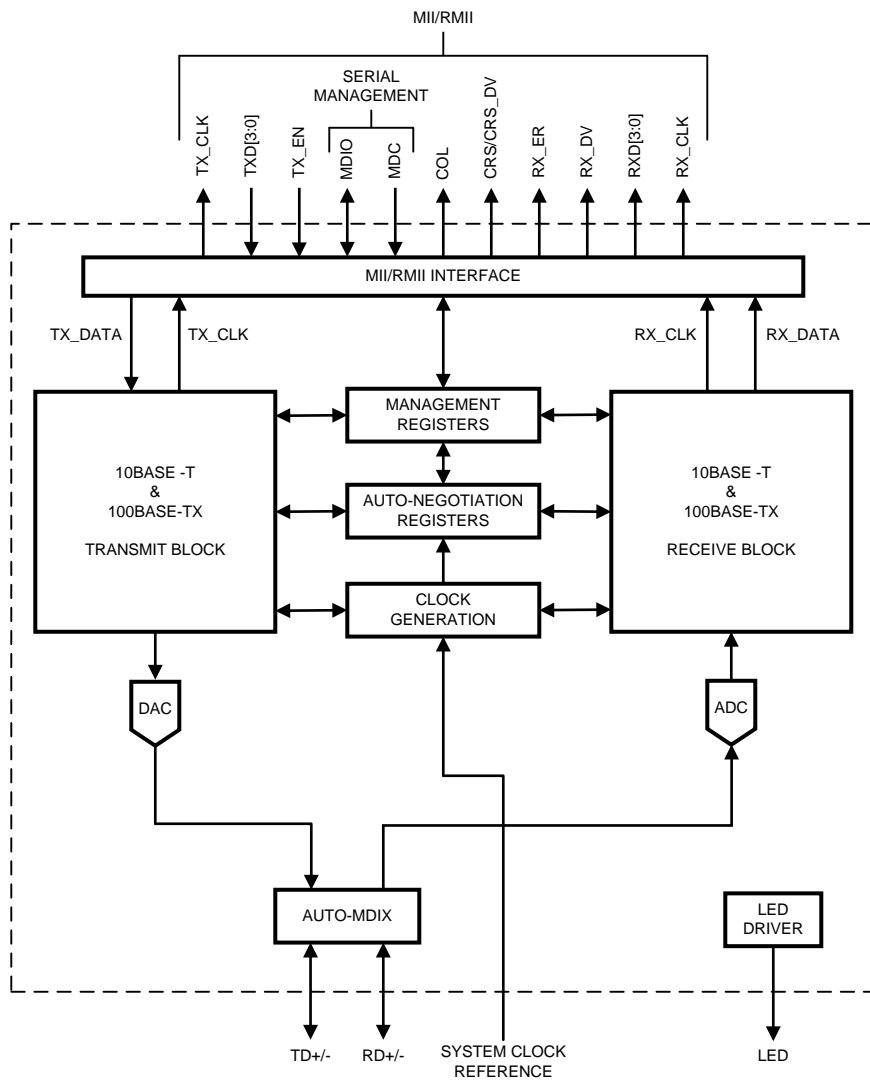 MII/RMII
SERIAL
MANAGEMENT
TX_CLK
TXD[3:0]
TX_EN
MDIO
MDC
COL
CRS/CRS_DV
RX_ER
RX_DV
RXD[3:0]
RX_CLK
MII/RMII INTERFACE
TX_DATA
TX_CLK
RX_CLK
RX_DATA
10BASE -T
&
100BASE-TX
TRANSMIT BLOCK
MANAGEMENT
REGISTERS
AUTO-NEGOTIATION
REGISTERS
CLOCK
GENERATION
10BASE -T
&
100BASE-TX
RECEIVE BLOCK
DAC
ADC
AUTO-MDIX
LED
DRIVER
TD+/-
RD+/-
SYSTEM CLOCK
REFERENCE
LED